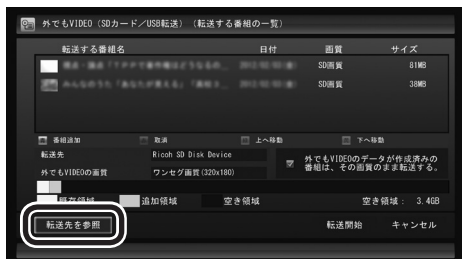 外でもVIDEO（SDカード／USB転送）（転送する番組の一覧）
転送する番組名 日付 画質 サイズ
SD画質 81MB
SD画質 38MB
番組追加 取消 上へ移動 下へ移動
転送先 Ricoh SD Disk Device
外でもVIDEOの画質 ワンセグ画質(320x180)
外でもVIDEOのデータが作成済みの
番組は、その画質のまま転送する。
既存領域 追加領域 空き領域 空き領域： 3.4GB
転送先を参照 転送開始 キャンセル